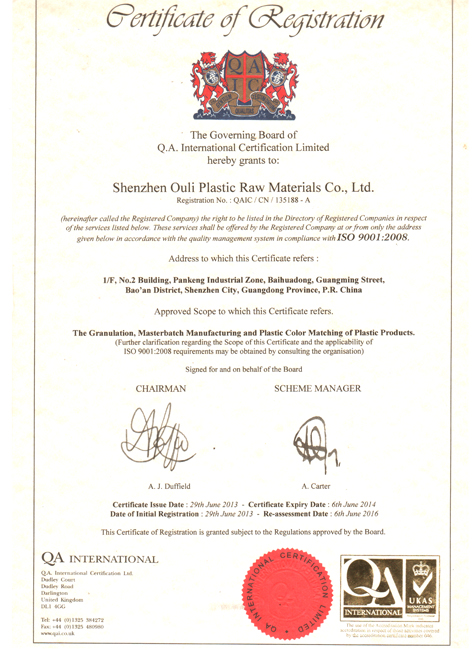 Certificate of Registration
QA
IC
The Governing Board of
Q.A. International Certification Limited
hereby grants to:
Shenzhen Ouli Plastic Raw Materials Co., Ltd.
Registration No. : QAIC / CN / 135188 - A
(hereinafter called the Registered Company) the right to be listed in the Directory of Registered Companies in respect
of the services listed below. These services shall be offered by the Registered Company at or from only the address
given below in accordance with the quality management system in compliance with ISO 9001:2008.
Address to which this Certificate refers :
1/F, No.2 Building, Pankeng Industrial Zone, Baihuadong, Guangming Street,
Bao'an District, Shenzhen City, Guangdong Province, P.R. China
Approved Scope to which this Certificate refers.
The Granulation, Masterbatch Manufacturing and Plastic Color Matching of Plastic Products.
(Further clarification regarding the Scope of this Certificate and the applicability of
ISO 9001:2008 requirements may be obtained by consulting the organisation)
Signed for and on behalf of the Board
CHAIRMAN SCHEME MANAGER
A. J. Duffield A. Carter
Certificate Issue Date : 29th June 2013 - Certificate Expiry Date : 6th June 2014
Date of Initial Registration : 29th June 2013 - Re-assessment Date : 6th June 2016
This Certificate of Registration is granted subject to the Regulations approved by the Board.
QA INTERNATIONAL
Q.A. International Certification Ltd.
Dudley Court
Dudley Road
Darlington
United Kingdom
DL1 4GG
Tel: +44 (0)1325 384272
Fax: +44 (0)1325 480980
www.qai.co.uk
QA INTERNATIONAL CERTIFICATION LIMITED
QA
INTERNATIONAL
UKAS
MANAGEMENT
SYSTEMS